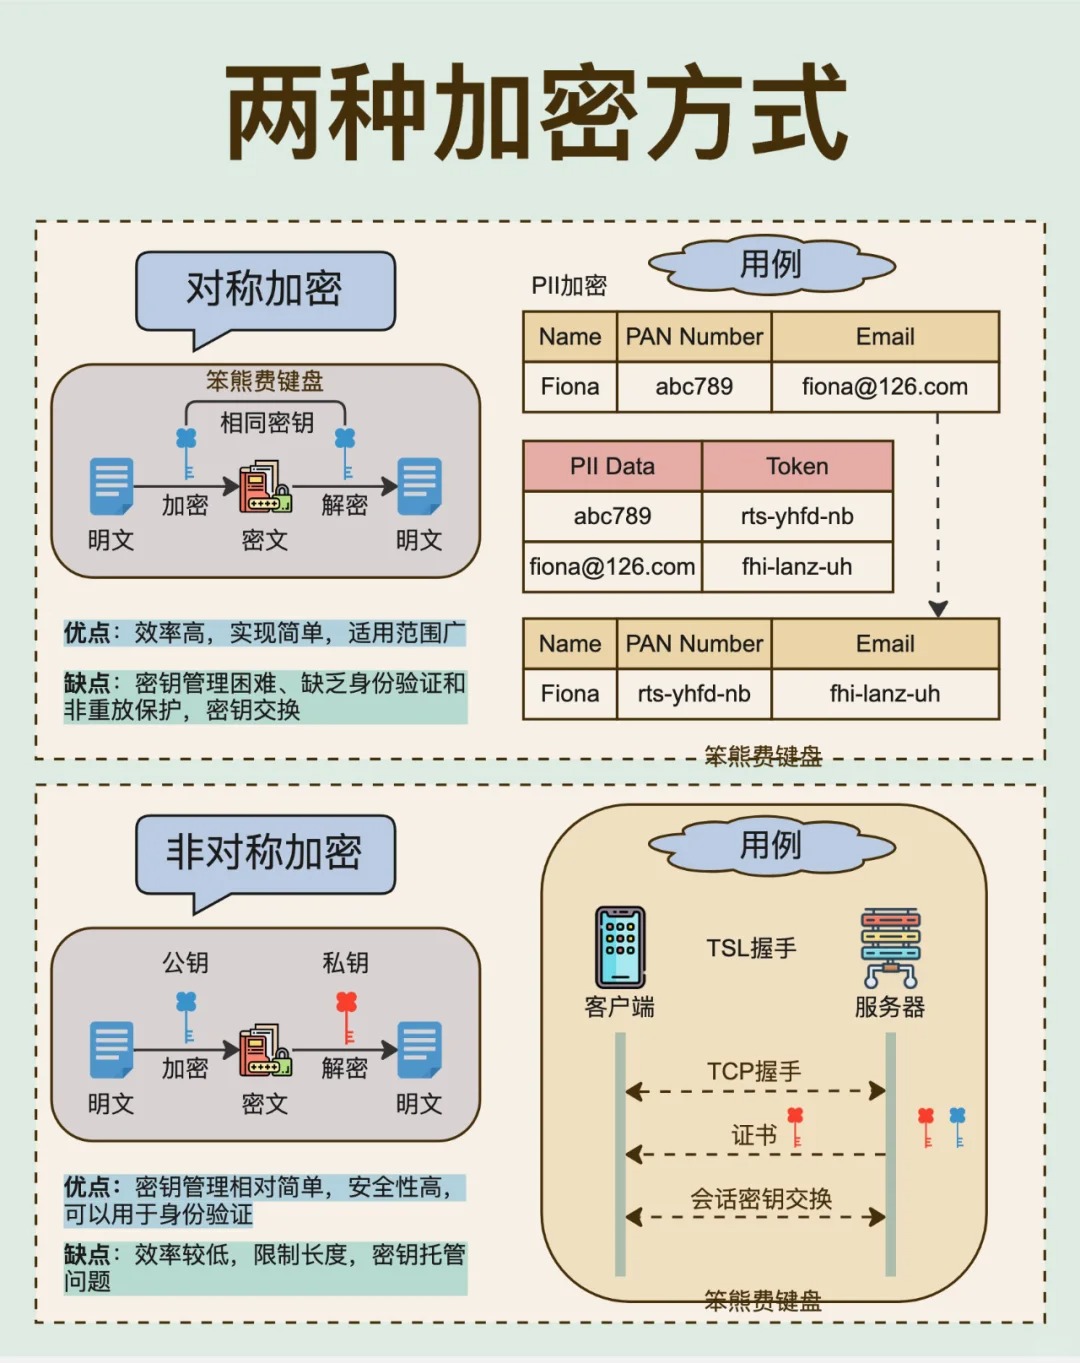 两种加密方式
对称加密
笨熊费键盘
相同密钥
加密
解密
明文
密文
明文
优点：效率高，实现简单，适用范围广
缺点：密钥管理困难、缺乏身份验证和
非重放保护，密钥交换
用例
PII加密
Name PAN Number Email
Fiona abc789 fiona@126.com
PII Data Token
abc789 rts-yhfd-nb
fiona@126.com fhi-lanz-uh
Name PAN Number Email
Fiona rts-yhfd-nb fhi-lanz-uh
笨熊费键盘
非对称加密
公钥
私钥
加密
解密
明文
密文
明文
优点：密钥管理相对简单，安全性高，
可以用于身份验证
缺点：效率较低，限制长度，密钥托管
问题
用例
TSL握手
客户端
服务器
TCP握手
证书
会话密钥交换
笨熊费键盘